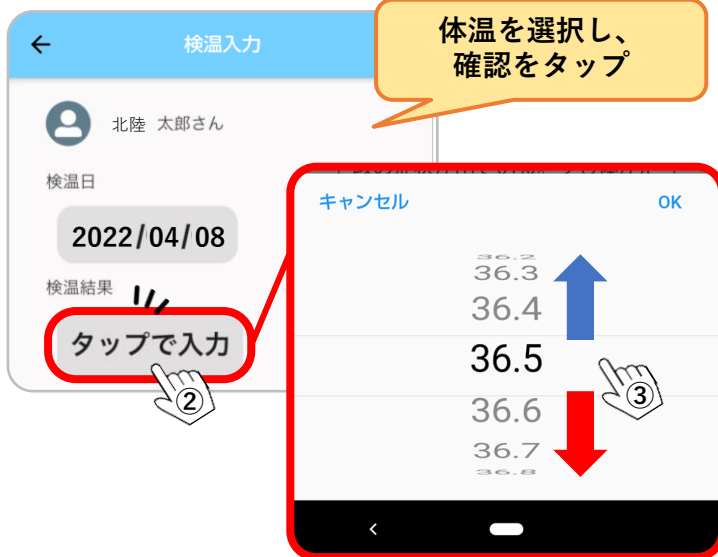 体温を選択し、
確認をタップ
検温入力
北陸 太郎さん
検温日
2022/04/08
検温結果
タップで入力
②
キャンセル OK
36.2
36.3
36.4
36.5
36.6
36.7
36.8
③